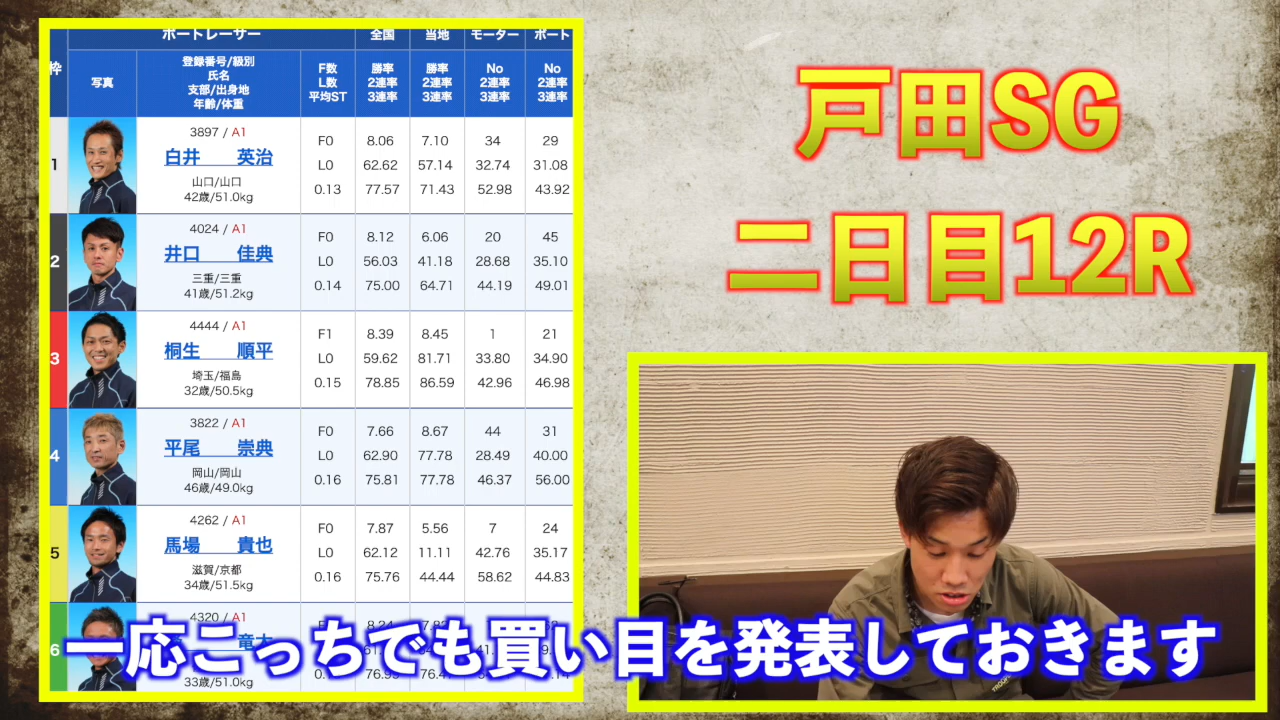 ボートレーサー 全国 当地 モーター ボート
枠 写真 登録番号/級別 氏名 支部/出身地 年齢/体重 F数 L数 平均ST 勝率 2連率 3連率 勝率 2連率 3連率 No 2連率 3連率 No 2連率 3連率
1 3897 / A1 F0 8.06 7.10 34 29
白井 英治 L0 62.62 57.14 32.74 31.08
山口/山口 0.13 77.57 71.43 52.98 43.92
42歳/51.0kg
2 4024 / A1 F0 8.12 6.06 20 45
井口 佳典 L0 56.03 41.18 28.68 35.10
三重/三重 0.14 75.00 64.71 44.19 49.01
41歳/51.2kg
3 4444 / A1 F1 8.39 8.45 1 21
桐生 順平 L0 59.62 81.71 33.80 34.90
埼玉/福島 0.15 78.85 86.59 42.96 46.98
32歳/50.5kg
4 3822 / A1 F0 7.66 8.67 44 31
平尾 崇典 L0 62.90 77.78 28.49 40.00
岡山/岡山 0.16 75.81 77.78 46.37 56.00
46歳/49.0kg
5 4262 / A1 F0 7.87 5.56 7 24
馬場 貴也 L0 62.12 11.11 42.76 35.17
滋賀/京都 0.16 75.76 44.44 58.62 44.83
34歳/51.5kg
6 4320 / A1
33歳/51.0kg
戸田SG
二日目12R
一応こっちでも買い目を発表しておきます